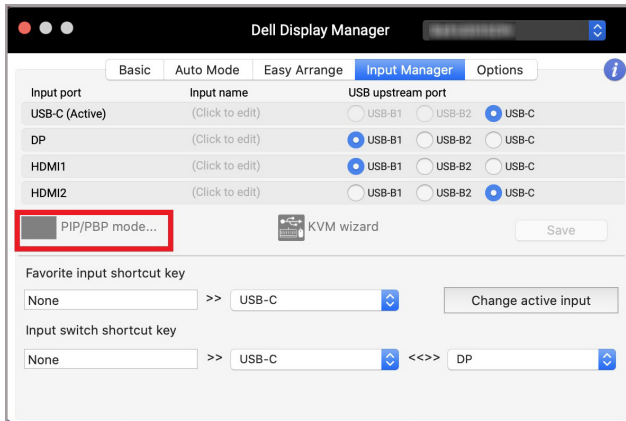 Dell Display Manager
Basic Auto Mode Easy Arrange Input Manager Options i
Input port Input name USB upstream port
USB-C (Active) (Click to edit) USB-B1 USB-B2 USB-C
DP (Click to edit) USB-B1 USB-B2 USB-C
HDMI1 (Click to edit) USB-B1 USB-B2 USB-C
HDMI2 (Click to edit) USB-B1 USB-B2 USB-C
PIP/PBP mode... KVM wizard Save
Favorite input shortcut key
None >> USB-C Change active input
Input switch shortcut key
None >> USB-C <<>> DP